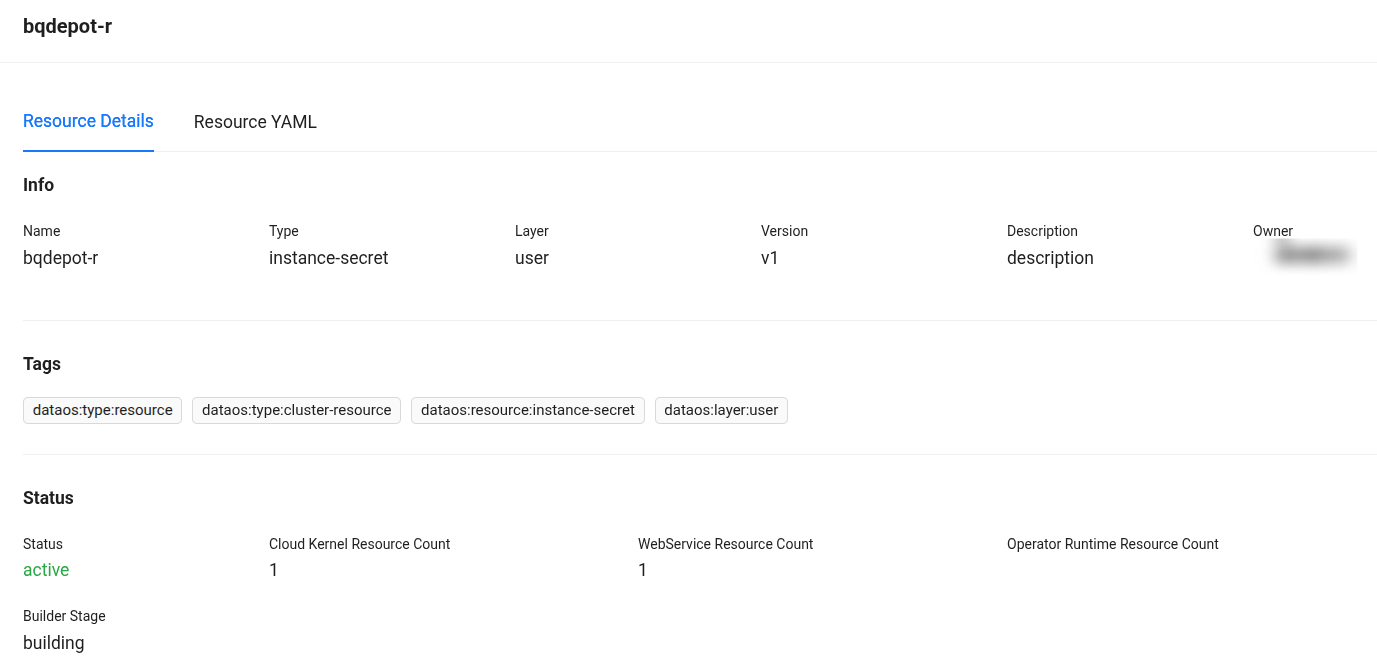 bqdepot-r
Resource Details Resource YAML
Info
Name Type Layer Version Description Owner
bqdepot-r instance-secret user v1 description
Tags
dataos:type:resource dataos:type:cluster-resource dataos:resource:instance-secret dataos:layer:user
Status
Status Cloud Kernel Resource Count WebService Resource Count Operator Runtime Resource Count
active 1 1
Builder Stage
building